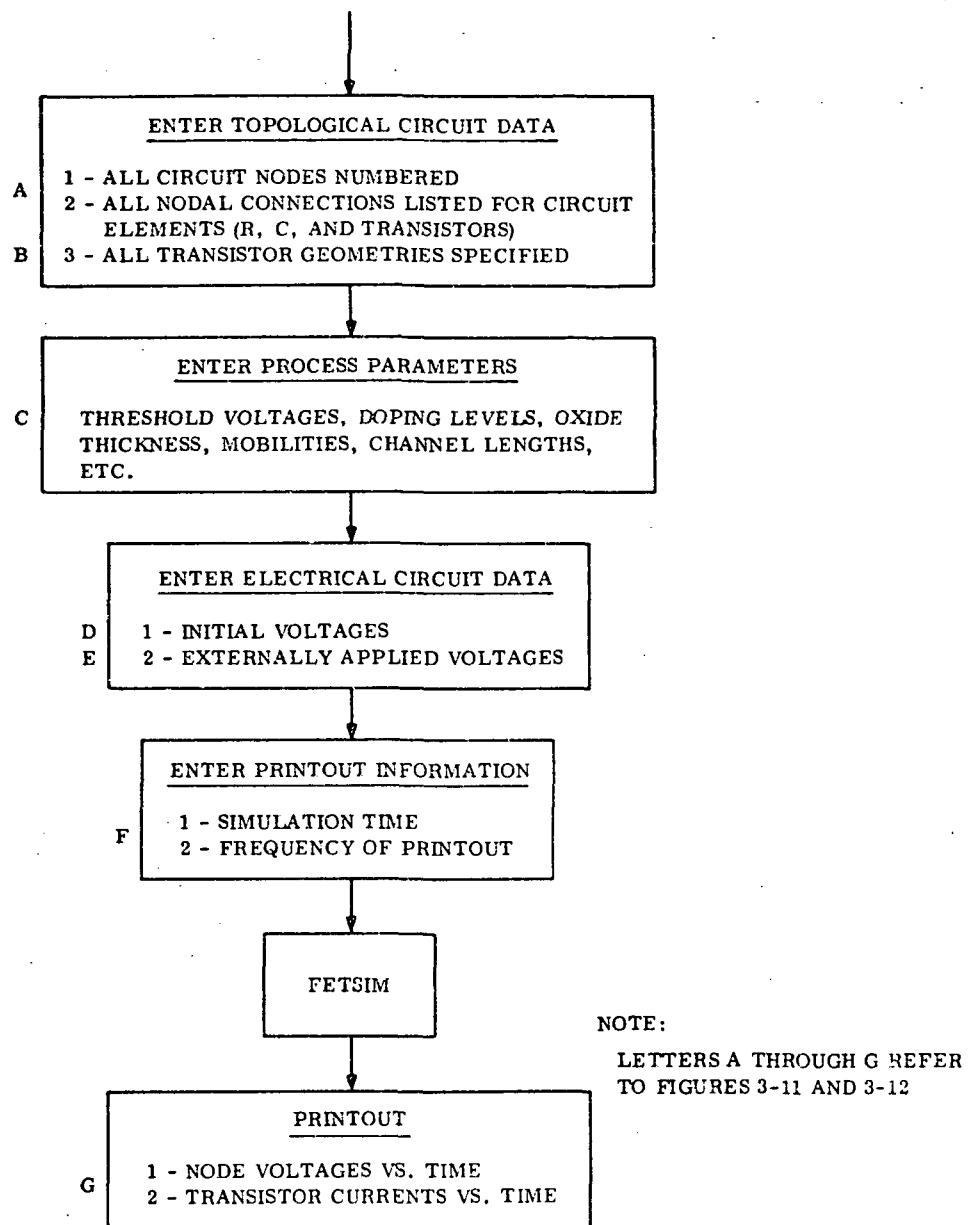 ENTER TOPOLOGICAL CIRCUIT DATA
A
1 - ALL CIRCUIT NODES NUMBERED
2 - ALL NODAL CONNECTIONS LISTED FOR CIRCUIT
ELEMENTS (R, C, AND TRANSISTORS)
B
3 - ALL TRANSISTOR GEOMETRIES SPECIFIED
ENTER PROCESS PARAMETERS
C
THRESHOLD VOLTAGES, DOPING LEVELS, OXIDE
THICKNESS, MOBILITIES, CHANNEL LENGTHS,
ETC.
ENTER ELECTRICAL CIRCUIT DATA
D
1 - INITIAL VOLTAGES
E
2 - EXTERNALLY APPLIED VOLTAGES
ENTER PRINTOUT INFORMATION
F
1 - SIMULATION TIME
2 - FREQUENCY OF PRINTOUT
FETSIM
NOTE:
LETTERS A THROUGH G REFER
TO FIGURES 3-11 AND 3-12
PRINTOUT
G
1 - NODE VOLTAGES VS. TIME
2 - TRANSISTOR CURRENTS VS. TIME